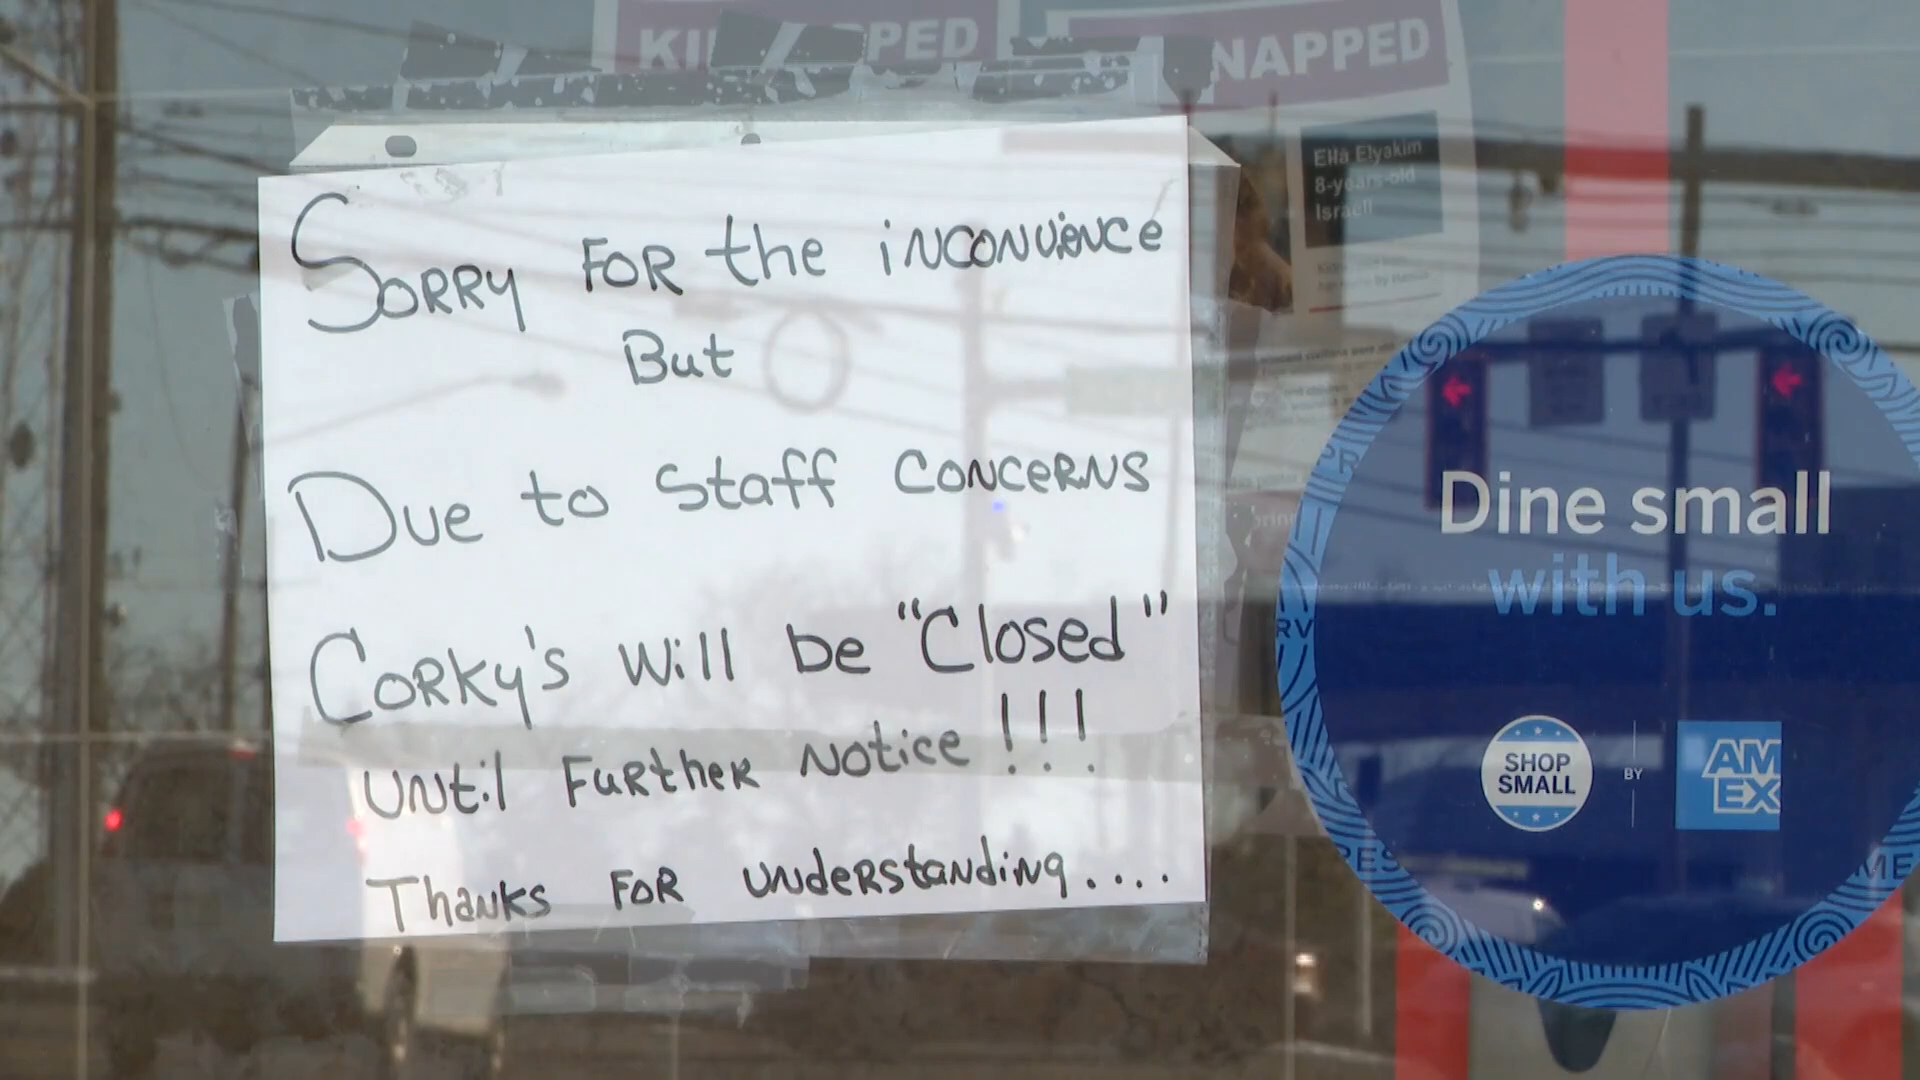 KI PPED
NAPPED
Ella Elyakim
8-years-old
Israeli
SORRY FOR the iNCONViENCe
But
Due to Staff CONCERNS
CORKy's Will be "Closed"
UNtil FuRtheR Notice !!!
Thanks FOR uNdeRstanding....
Dine small
with us.
SHOP
SMALL
BY
AM
EX